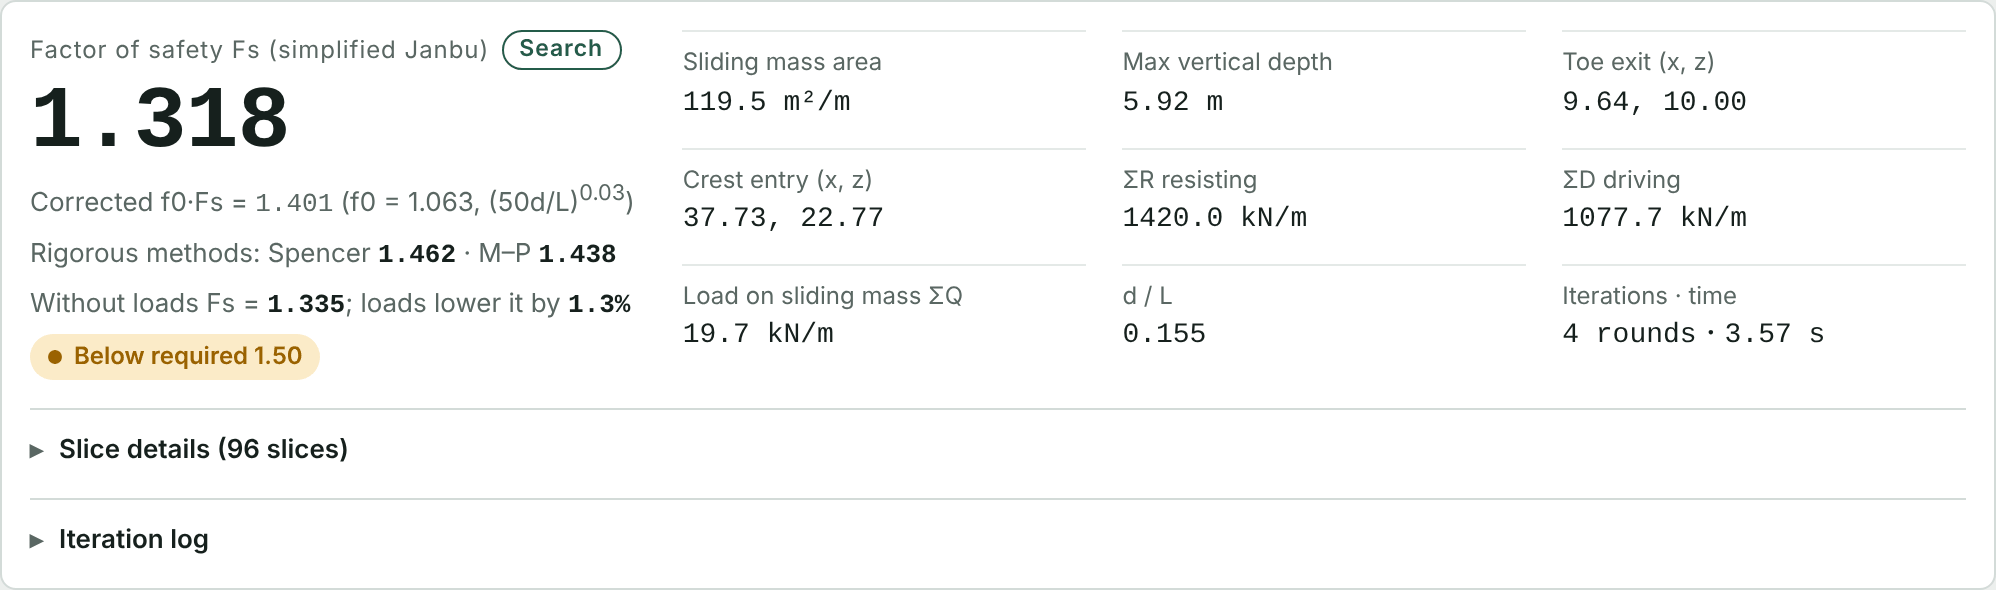 Factor of safety Fs (simplified Janbu) Search
1.318
Corrected f0·Fs = 1.401 (f0 = 1.063, (50d/L)^0.03)
Rigorous methods: Spencer 1.462 · M–P 1.438
Without loads Fs = 1.335; loads lower it by 1.3%
Below required 1.50
Sliding mass area
119.5 m²/m
Max vertical depth
5.92 m
Toe exit (x, z)
9.64, 10.00
Crest entry (x, z)
37.73, 22.77
ΣR resisting
1420.0 kN/m
ΣD driving
1077.7 kN/m
Load on sliding mass ΣQ
19.7 kN/m
d / L
0.155
Iterations · time
4 rounds · 3.57 s
Slice details (96 slices)
Iteration log